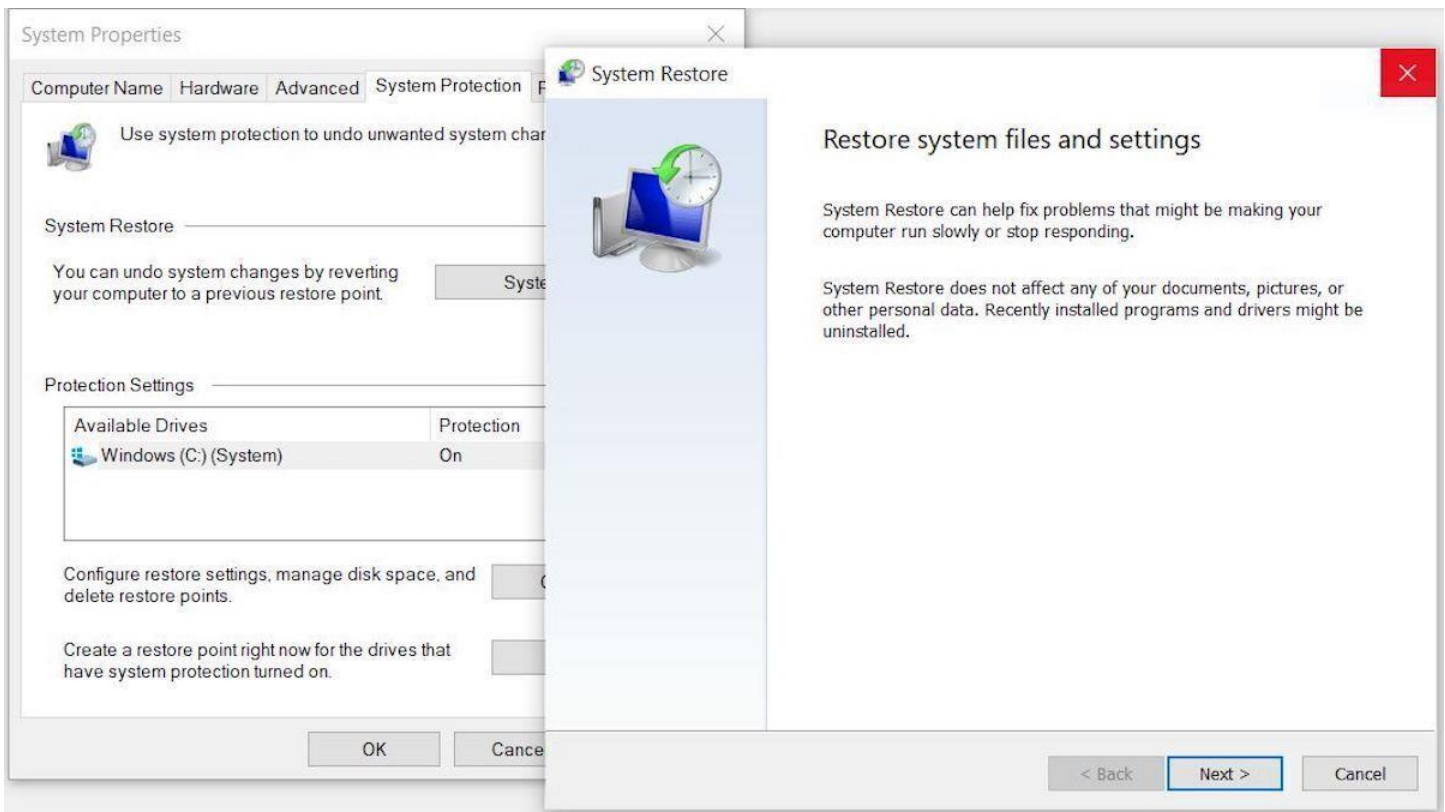 System Properties
Computer Name Hardware Advanced System Protection
Use system protection to undo unwanted system
System Restore
You can undo system changes by reverting
your computer to a previous restore point.
Protection Settings
Available Drives Protection
Windows (C:) (System) On
Configure restore settings, manage disk space, and
delete restore points.
Create a restore point right now for the drives that
have system protection turned on.
OK
System Restore
Restore system files and settings
System Restore can help fix problems that might be making your
computer run slowly or stop responding.
System Restore does not affect any of your documents, pictures, or
other personal data. Recently installed programs and drivers might be
uninstalled.
< Back Next > Cancel